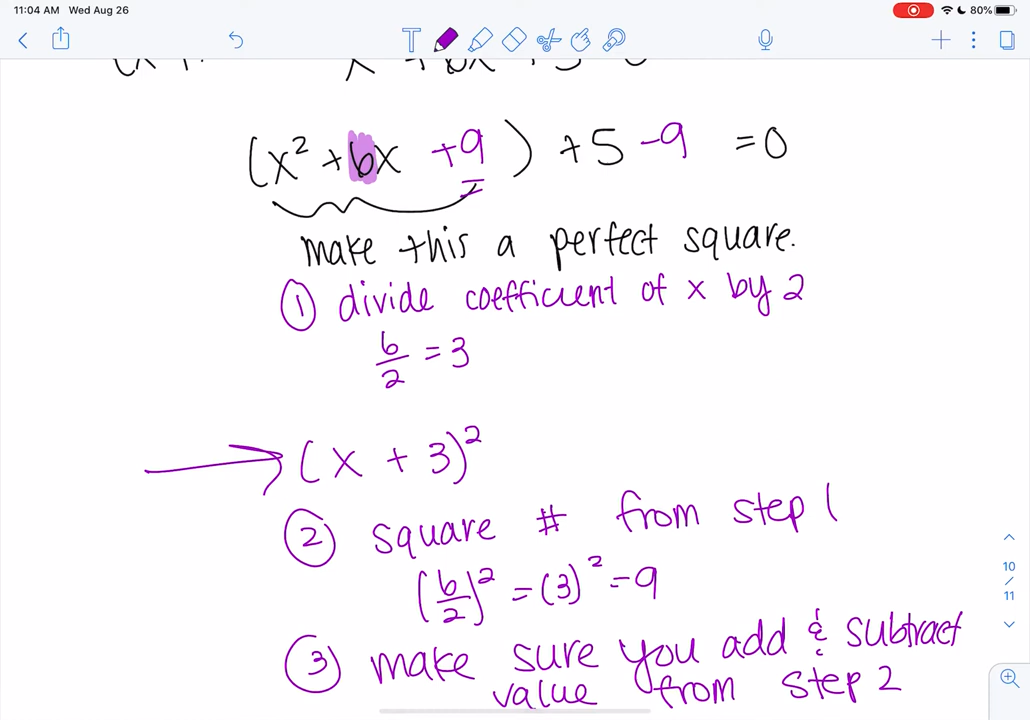 11:04 AM Wed Aug 26
80%
T
(x² + 6x + 9 ) + 5 - 9 = 0
make this a perfect square.
① divide coefficient of x by 2
6/2 = 3
(x + 3)²
② square # from step 1
(6/2)² = (3)² = 9
③ make sure you add & subtract
value from step 2
10
/
11